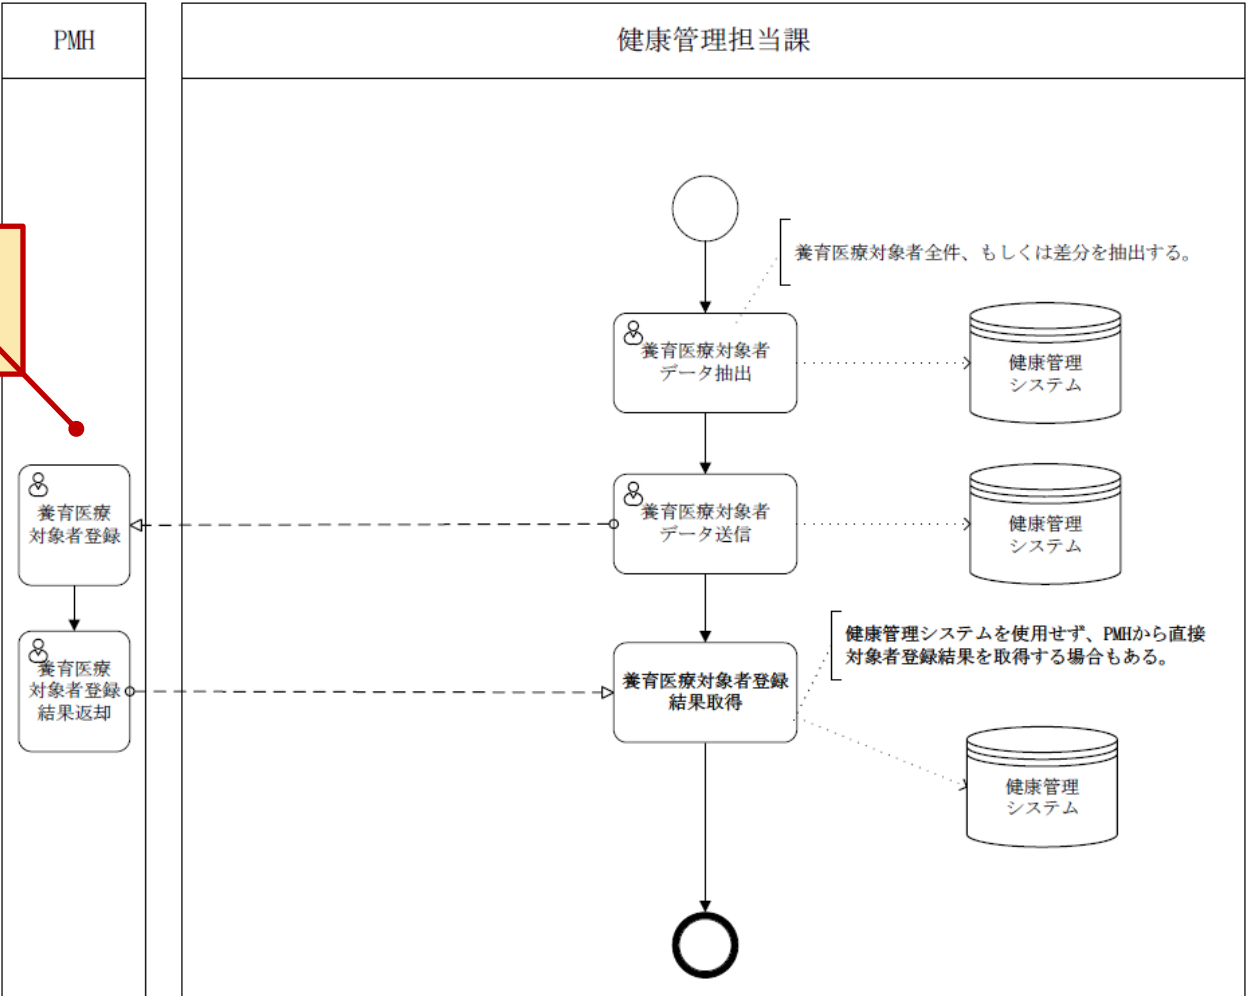 PMH
健康管理担当課
養育医療対象者全件、もしくは差分を抽出する。
養育医療対象者
データ抽出
健康管理
システム
養育医療
対象者登録
養育医療対象者
データ送信
健康管理
システム
健康管理システムを使用せず、PMHから直接
対象者登録結果を取得する場合もある。
養育医療
対象者登録
結果返却
養育医療対象者登録
結果取得
健康管理
システム